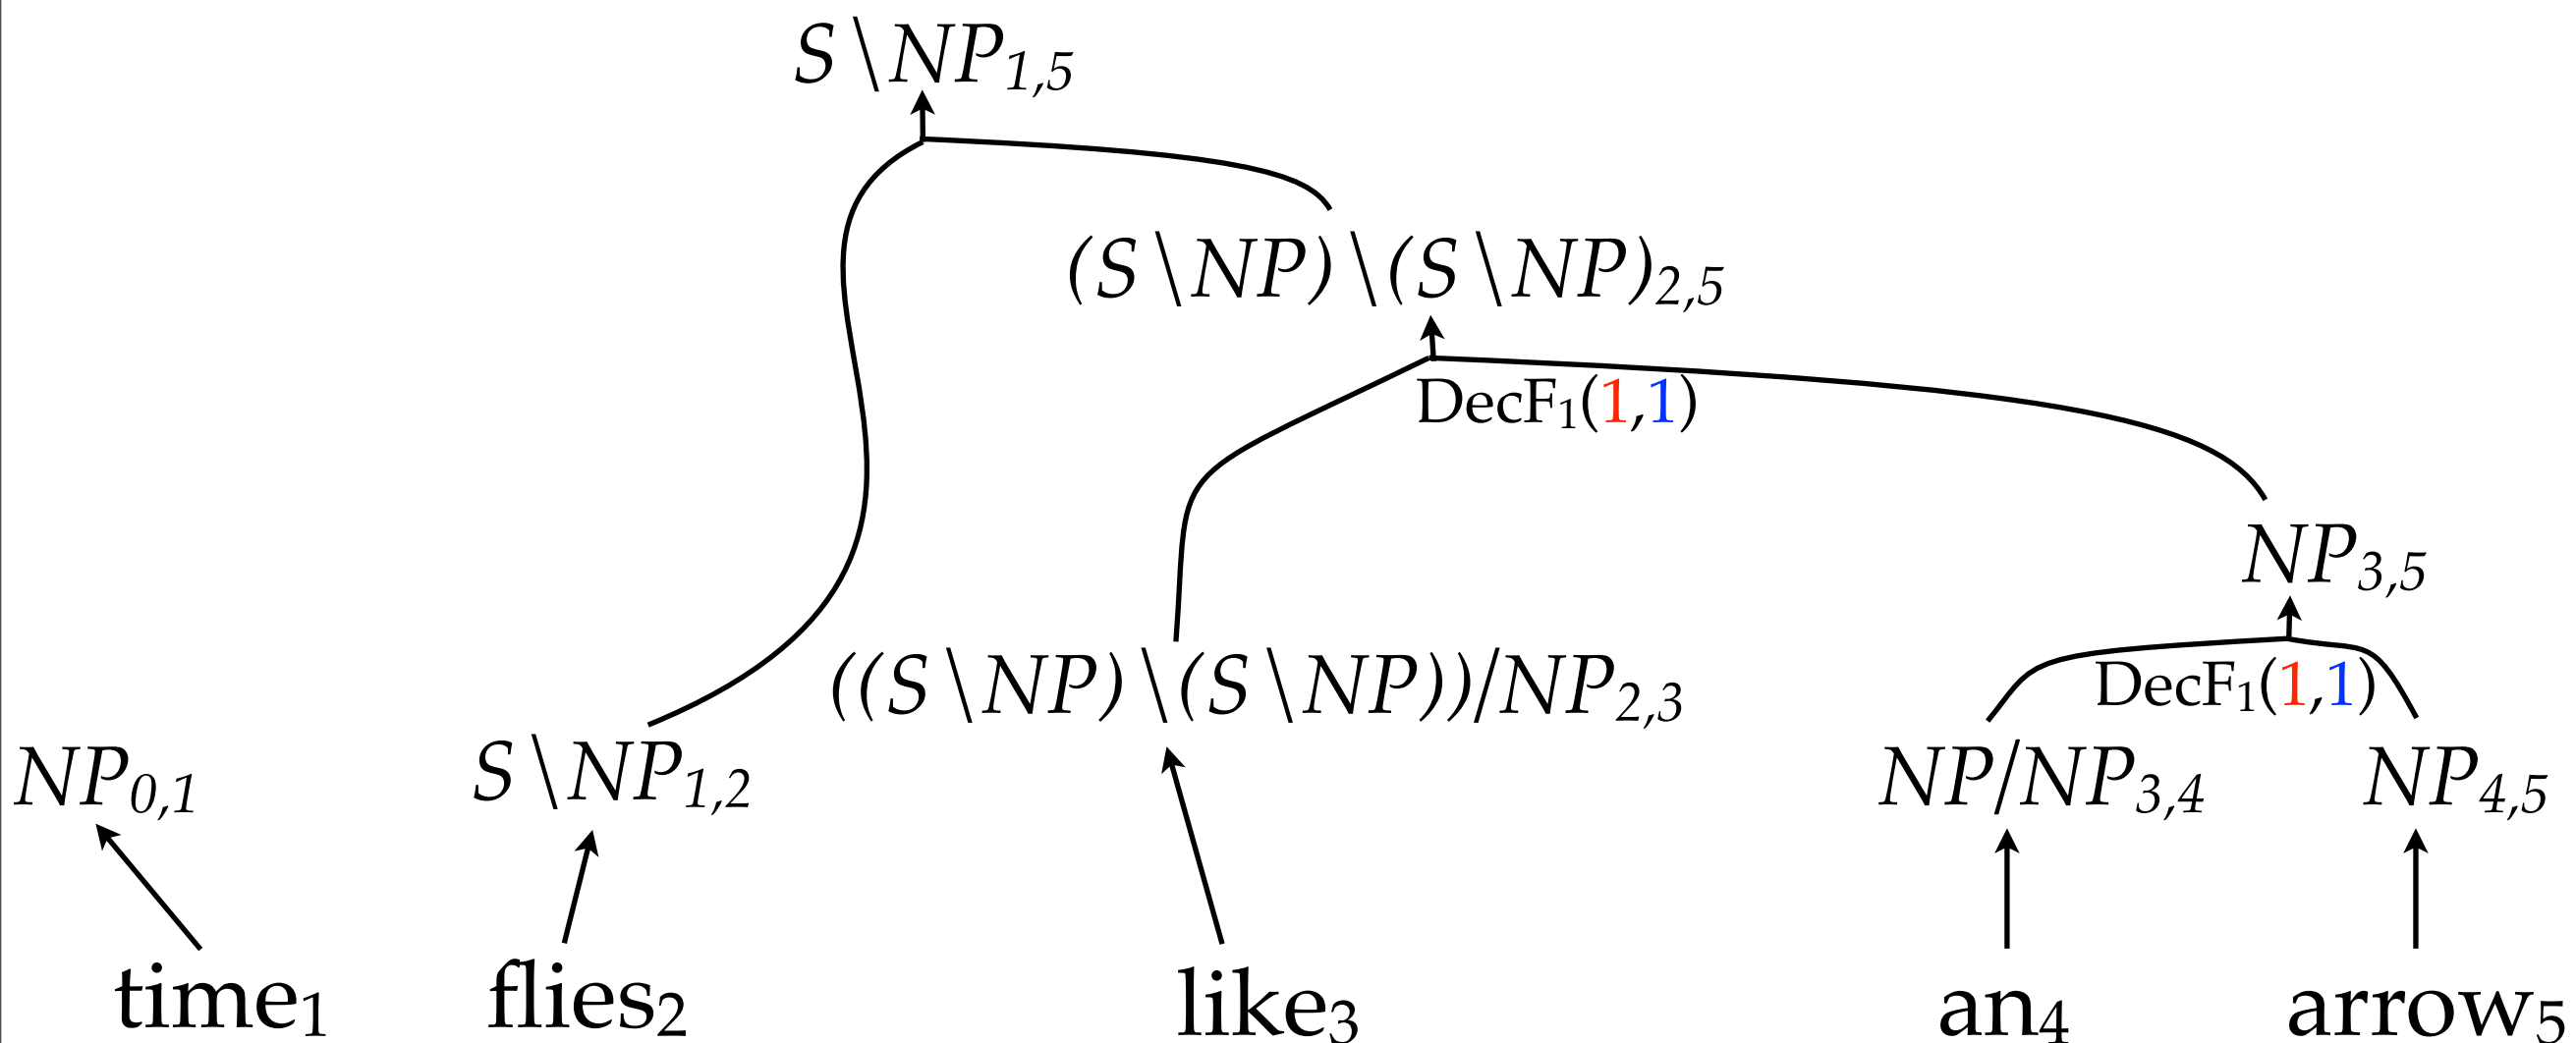 S\NP1,5
(S\NP)\(S\NP)2,5
DecF1(1,1)
NP3,5
((S\NP)\(S\NP))/NP2,3
DecF1(1,1)
NP0,1
S\NP1,2
NP/NP3,4
NP4,5
time1
flies2
like3
an4
arrow5